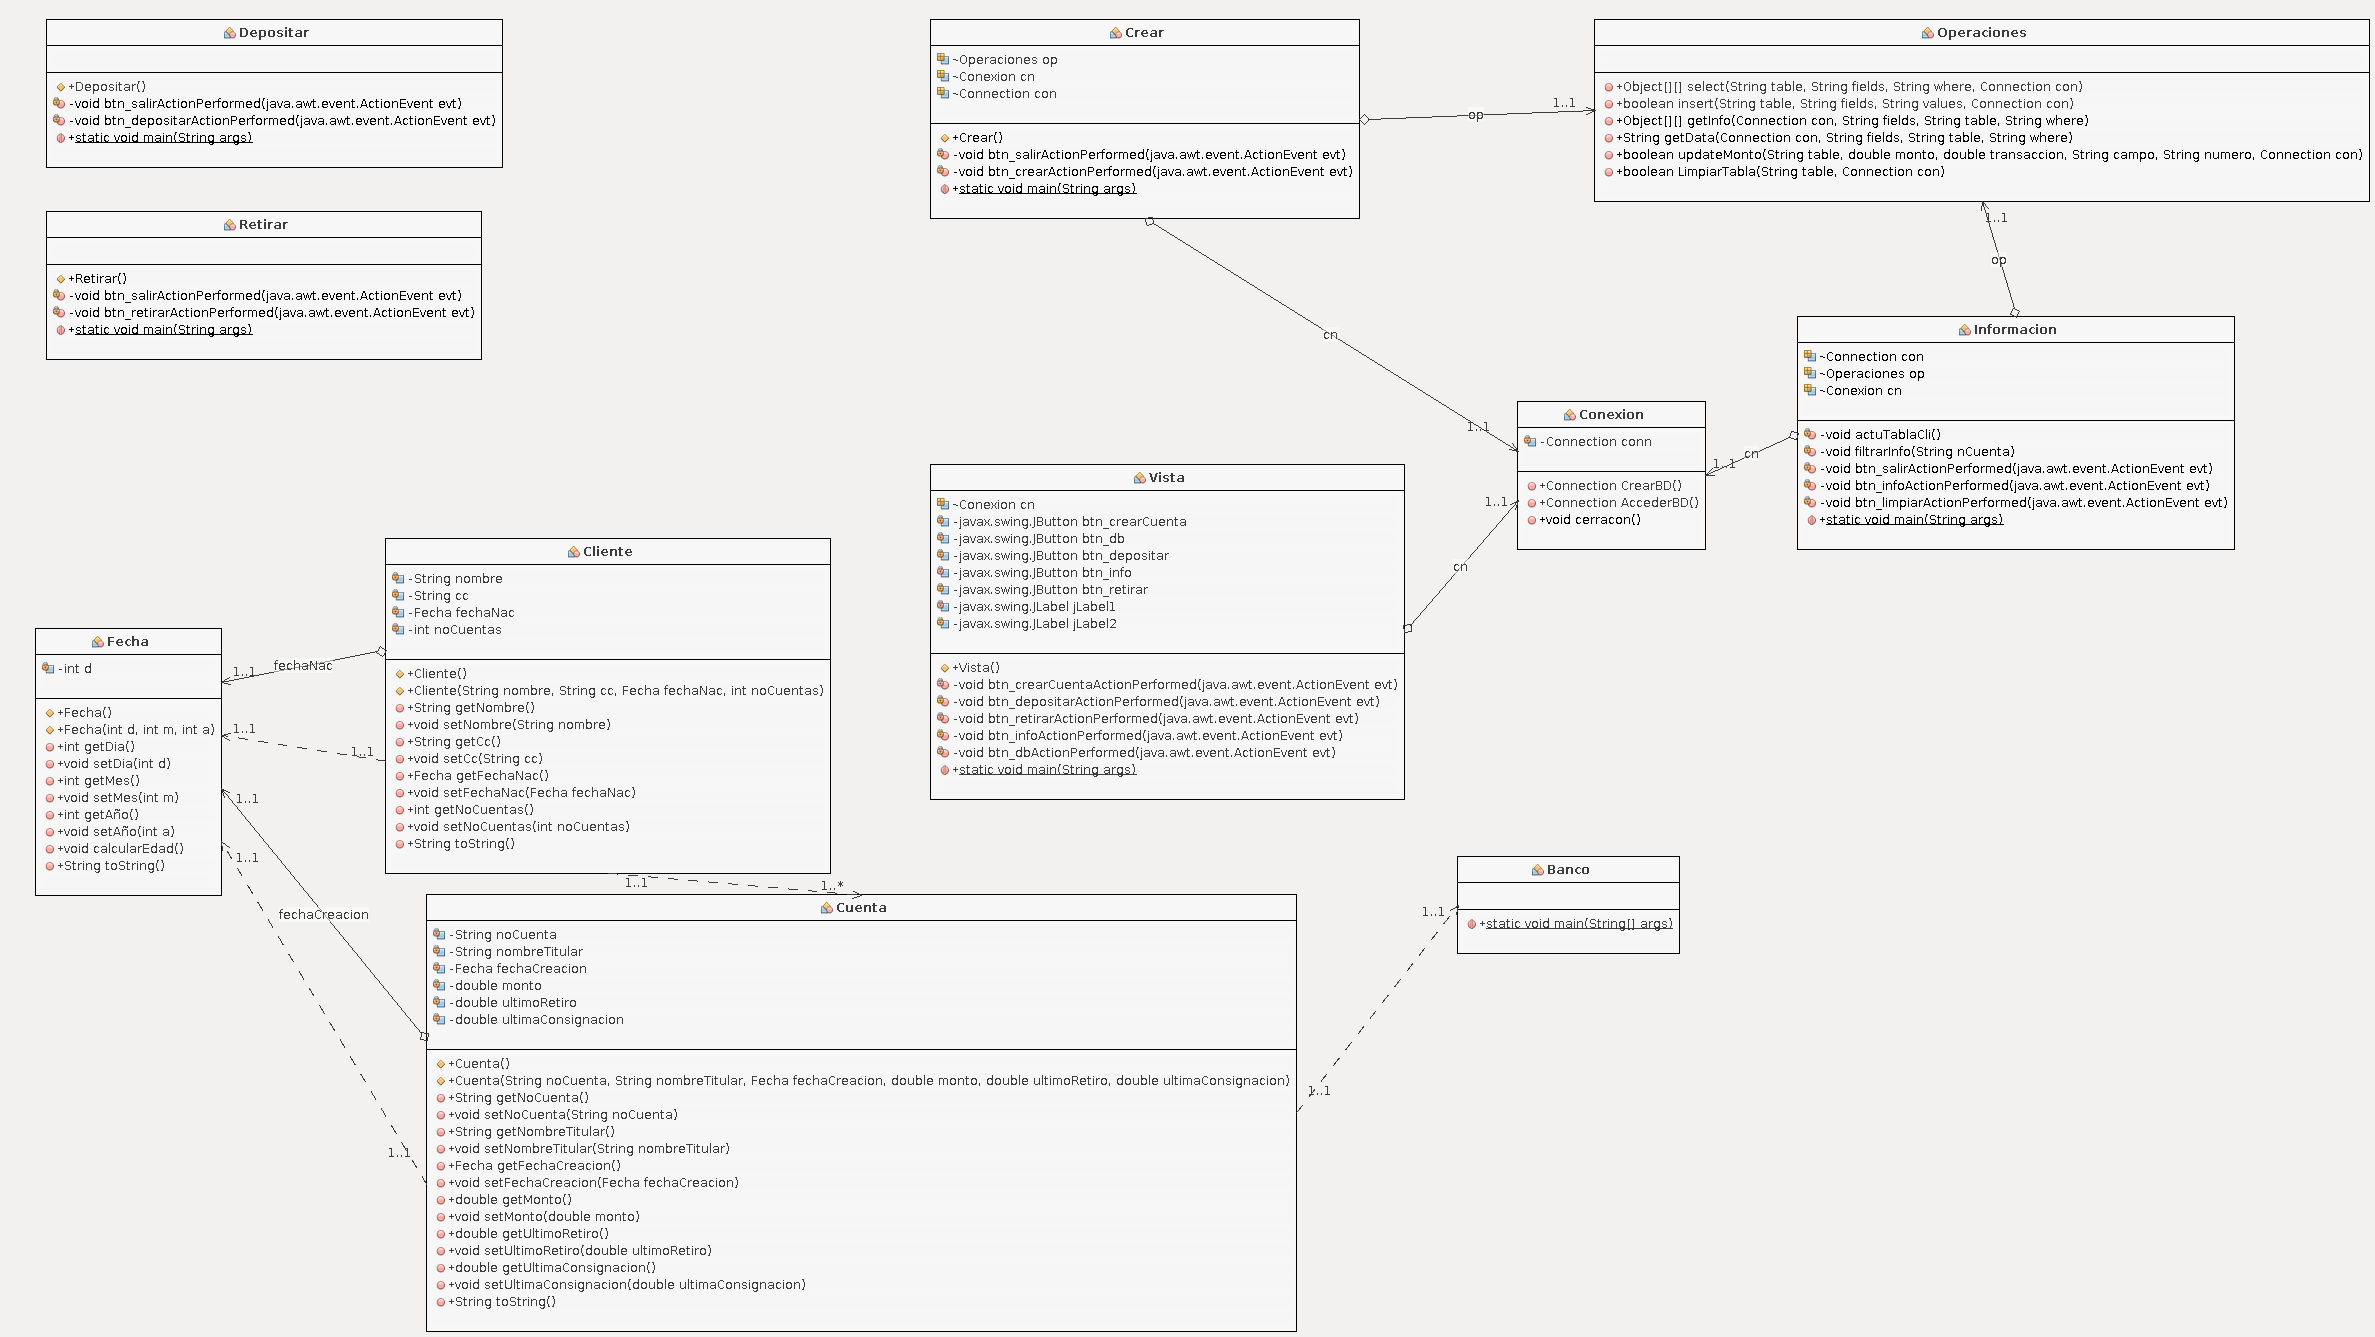 Depositar
+Depositar()
-void btn_salirActionPerformed(java.awt.event.ActionEvent evt)
-void btn_depositarActionPerformed(java.awt.event.ActionEvent evt)
+static void main(String args)
Retirar
+Retirar()
-void btn_salirActionPerformed(java.awt.event.ActionEvent evt)
-void btn_retirarActionPerformed(java.awt.event.ActionEvent evt)
+static void main(String args)
Crear
~Operaciones op
~Conexion cn
~Connection con
+Crear()
-void btn_salirActionPerformed(java.awt.event.ActionEvent evt)
-void btn_crearActionPerformed(java.awt.event.ActionEvent evt)
+static void main(String args)
op
1..1
Operaciones
+Object[][] select(String table, String fields, String where, Connection con)
+boolean insert(String table, String fields, String values, Connection con)
+Object[][] getInfo(Connection con, String fields, String table, String where)
+String getData(Connection con, String fields, String table, String where)
+boolean updateMonto(String table, double monto, double transaccion, String campo, String numero, Connection con)
+boolean LimpiarTabla(String table, Connection con)
1..1
op
cn
1..1
Informacion
~Connection con
~Operaciones op
~Conexion cn
-void actuTablaCli()
-void filtrarInfo(String nCuenta)
-void btn_salirActionPerformed(java.awt.event.ActionEvent evt)
-void btn_infoActionPerformed(java.awt.event.ActionEvent evt)
-void btn_limpiarActionPerformed(java.awt.event.ActionEvent evt)
+static void main(String args)
cn
1..1
Conexion
-Connection conn
+Connection CrearBD()
+Connection AccederBD()
+void cerracon()
1..1
cn
Vista
~Conexion cn
-javax.swing.JButton btn_crearCuenta
-javax.swing.JButton btn_db
-javax.swing.JButton btn_depositar
-javax.swing.JButton btn_info
-javax.swing.JButton btn_retirar
-javax.swing.JLabel jLabel1
-javax.swing.JLabel jLabel2
+Vista()
-void btn_crearCuentaActionPerformed(java.awt.event.ActionEvent evt)
-void btn_depositarActionPerformed(java.awt.event.ActionEvent evt)
-void btn_retirarActionPerformed(java.awt.event.ActionEvent evt)
-void btn_infoActionPerformed(java.awt.event.ActionEvent evt)
-void btn_dbActionPerformed(java.awt.event.ActionEvent evt)
+static void main(String args)
Cliente
-String nombre
-String cc
-Fecha fechaNac
-int noCuentas
+Cliente()
+Cliente(String nombre, String cc, Fecha fechaNac, int noCuentas)
+String getNombre()
+void setNombre(String nombre)
+String getCc()
+void setCc(String cc)
+Fecha getFechaNac()
+void setFechaNac(Fecha fechaNac)
+int getNoCuentas()
+void setNoCuentas(int noCuentas)
+String toString()
Fecha
-int d
+Fecha()
+Fecha(int d, int m, int a)
+int getDia()
+void setDia(int d)
+int getMes()
+void setMes(int m)
+int getAño()
+void setAño(int a)
+void calcularEdad()
+String toString()
1..1
fechaNac
1..1
1..1
1..1
1..1
fechaCreacion
1..1
1..1
1..*
Cuenta
-String noCuenta
-String nombreTitular
-Fecha fechaCreacion
-double monto
-double ultimoRetiro
-double ultimaConsignacion
+Cuenta()
+Cuenta(String noCuenta, String nombreTitular, Fecha fechaCreacion, double monto, double ultimoRetiro, double ultimaConsignacion)
+String getNoCuenta()
+void setNoCuenta(String noCuenta)
+String getNombreTitular()
+void setNombreTitular(String nombreTitular)
+Fecha getFechaCreacion()
+void setFechaCreacion(Fecha fechaCreacion)
+double getMonto()
+void setMonto(double monto)
+double getUltimoRetiro()
+void setUltimoRetiro(double ultimoRetiro)
+double getUltimaConsignacion()
+void setUltimaConsignacion(double ultimaConsignacion)
+String toString()
1..1
1..1
Banco
+static void main(String[] args)